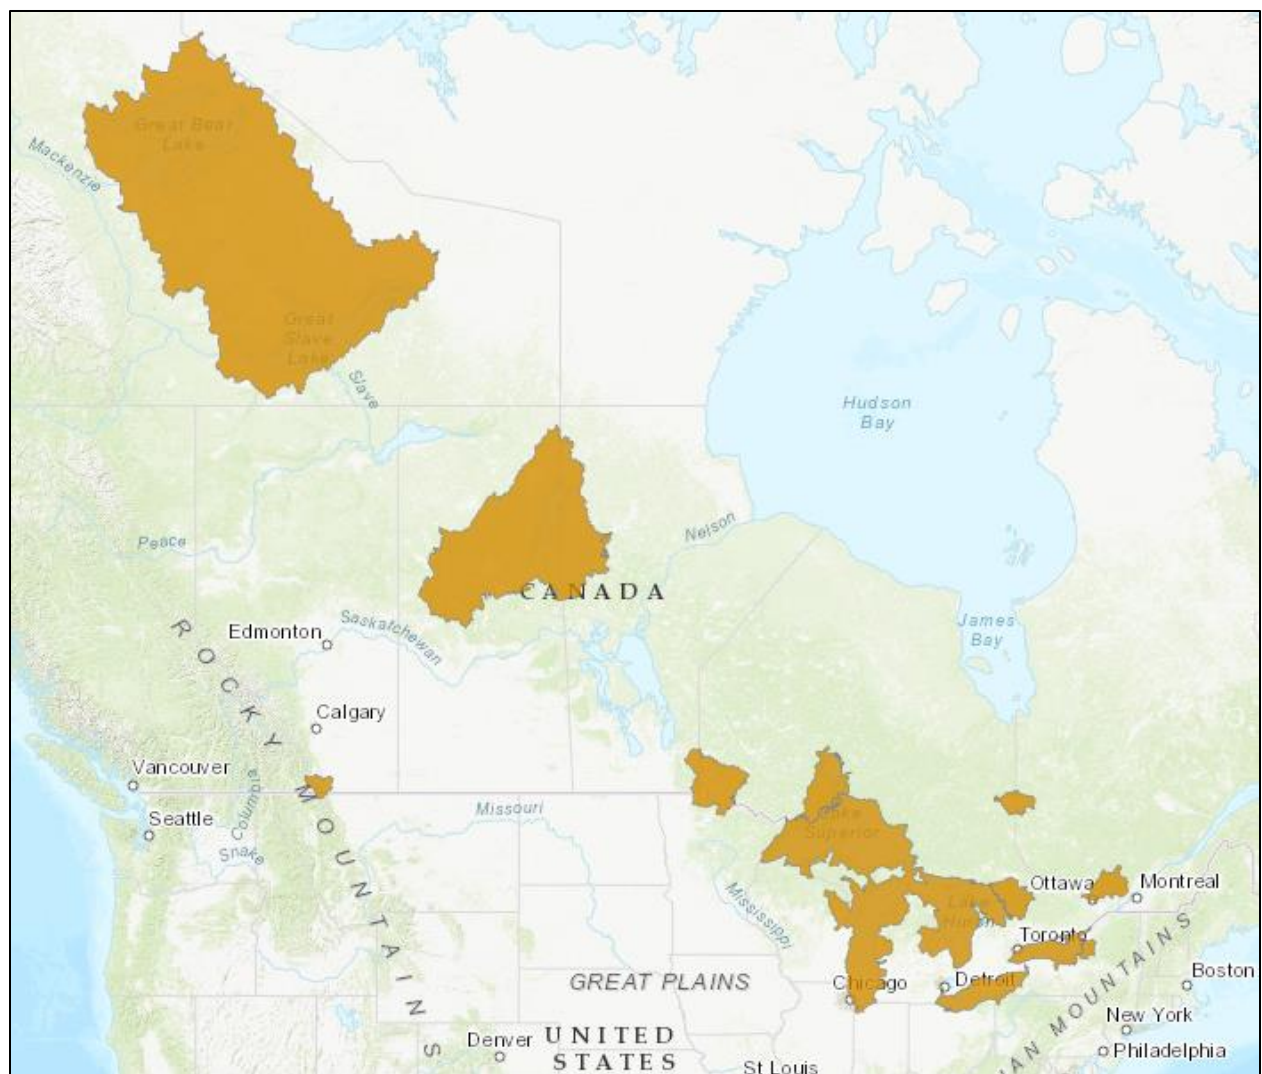 Great Bear
Lake
Mackenzie
Great
Slave
Lake
Slave
Hudson
Bay
Peace
Nelson
CANADA
James
Bay
Edmonton
Saskatchewan
ROCKY MOUNTAINS
Calgary
Vancouver
Columbia
Seattle
Snake
Missouri
Lake
Superior
Mississippi
Ottawa
Montreal
Lake
Huron
Toronto
Chicago
Detroit
GREAT PLAINS
Boston
New York
IAN MOUNTAINS
Denver
UNITED
STATES
Philadelphia
St Louis